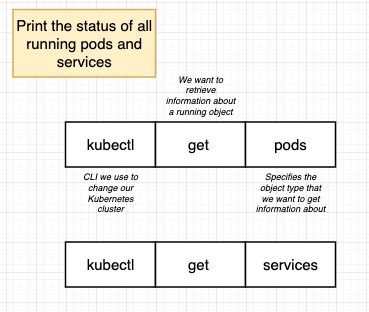 Print the status of all
running pods and
services
We want to
retrieve
information about
a running object
kubectl
get
pods
CLI we use to
change our
Kubernetes
cluster
Specifies the
object type that
we want to get
information about
kubectl
get
services